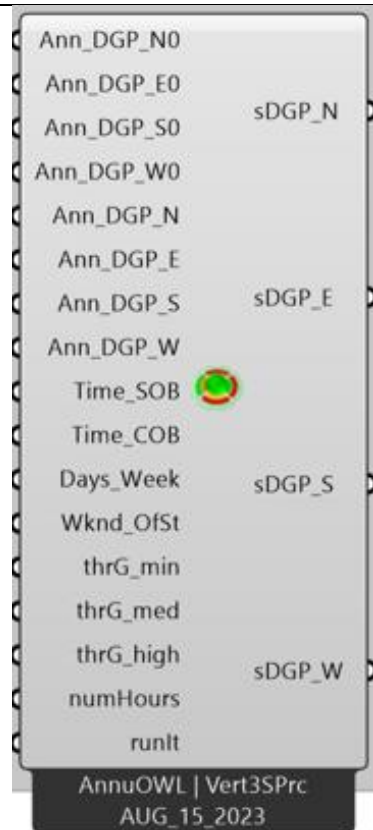 Ann_DGP_N0
Ann_DGP_E0
Ann_DGP_S0
Ann_DGP_W0
Ann_DGP_N
Ann_DGP_E
Ann_DGP_S
Ann_DGP_W
Time_SOB
Time_COB
Days_Week
Wknd_OfSt
thrG_min
thrG_med
thrG_high
numHours
runIt
sDGP_N
sDGP_E
sDGP_S
sDGP_W
AnnuOWL | Vert3SPrc
AUG_15_2023